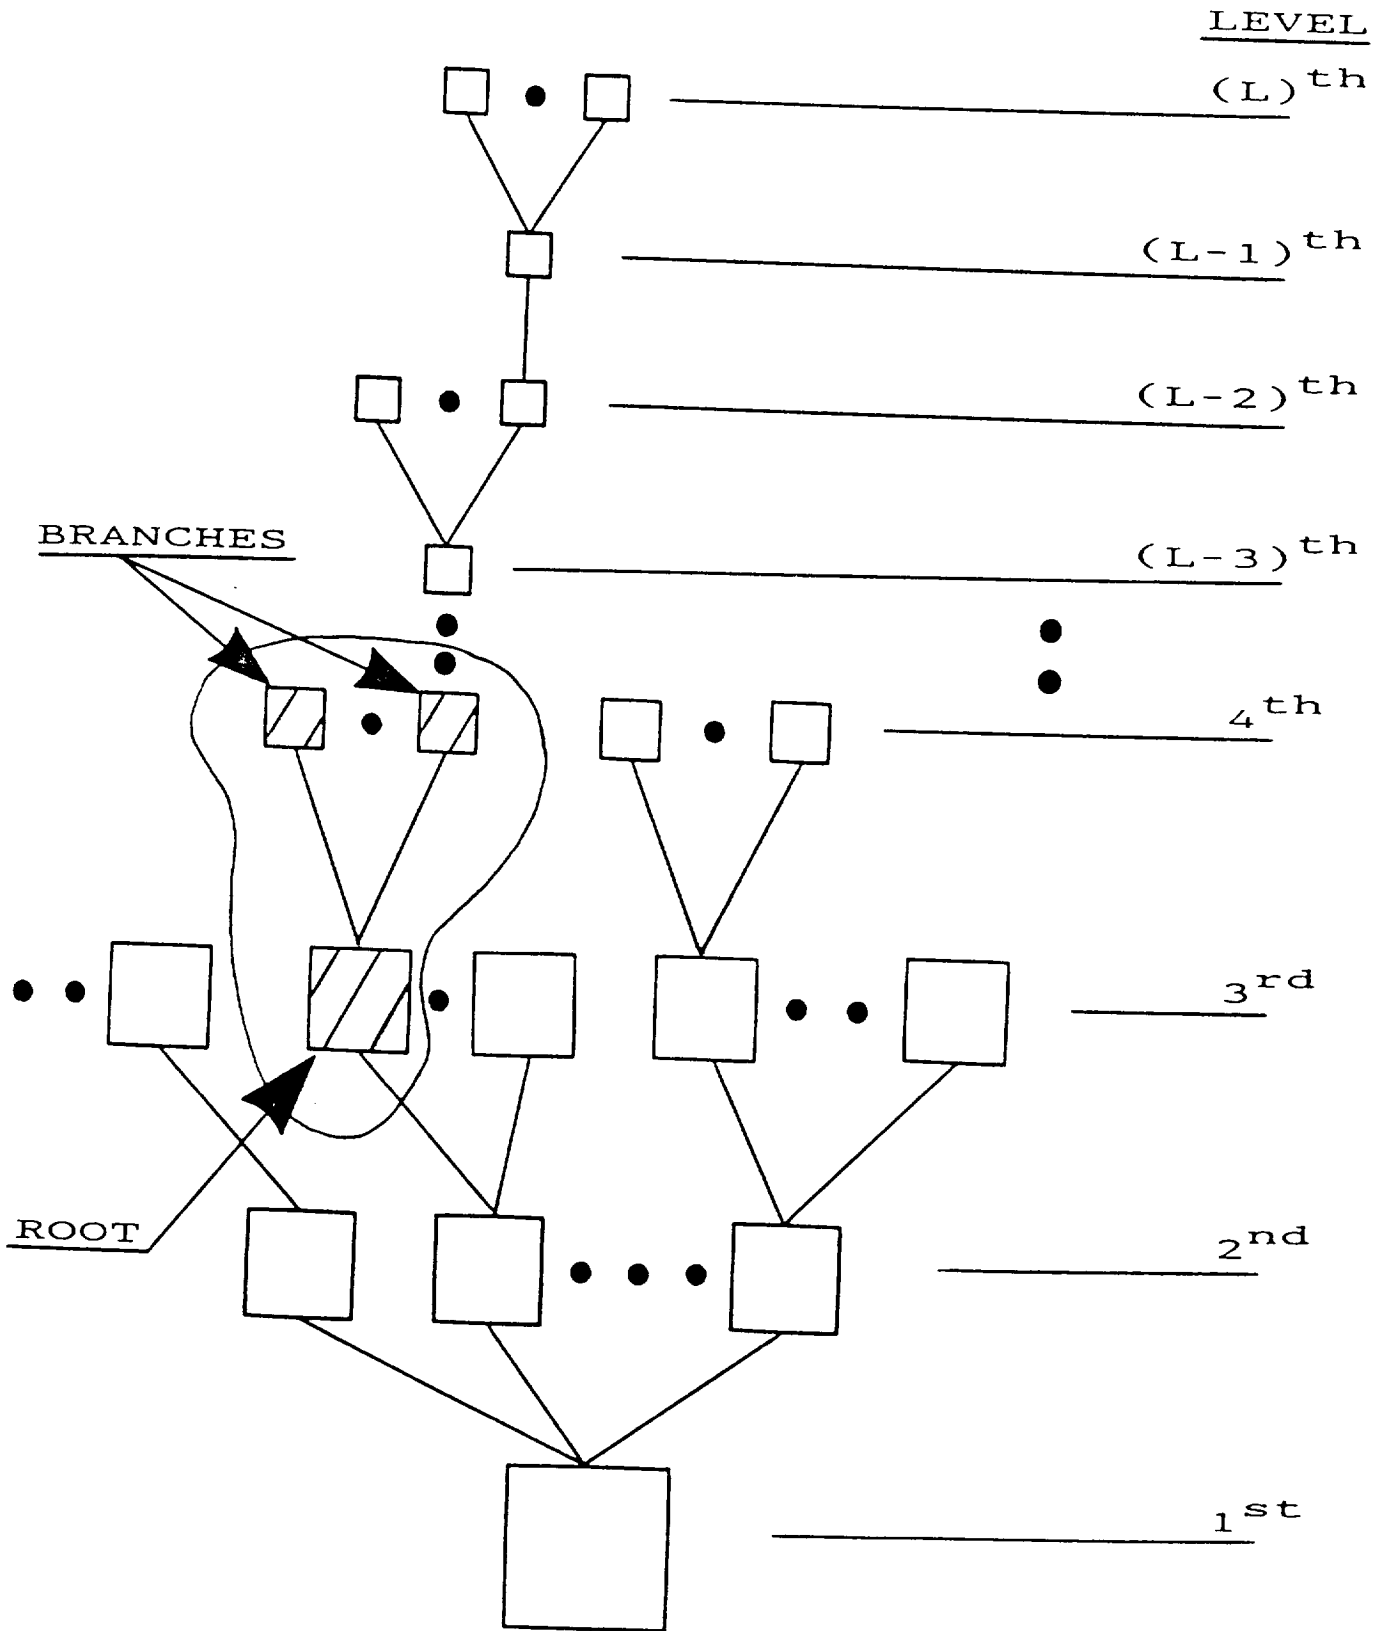 LEVEL
(L)th
(L-1)th
(L-2)th
BRANCHES
(L-3)th
4th
3rd
ROOT
2nd
1st